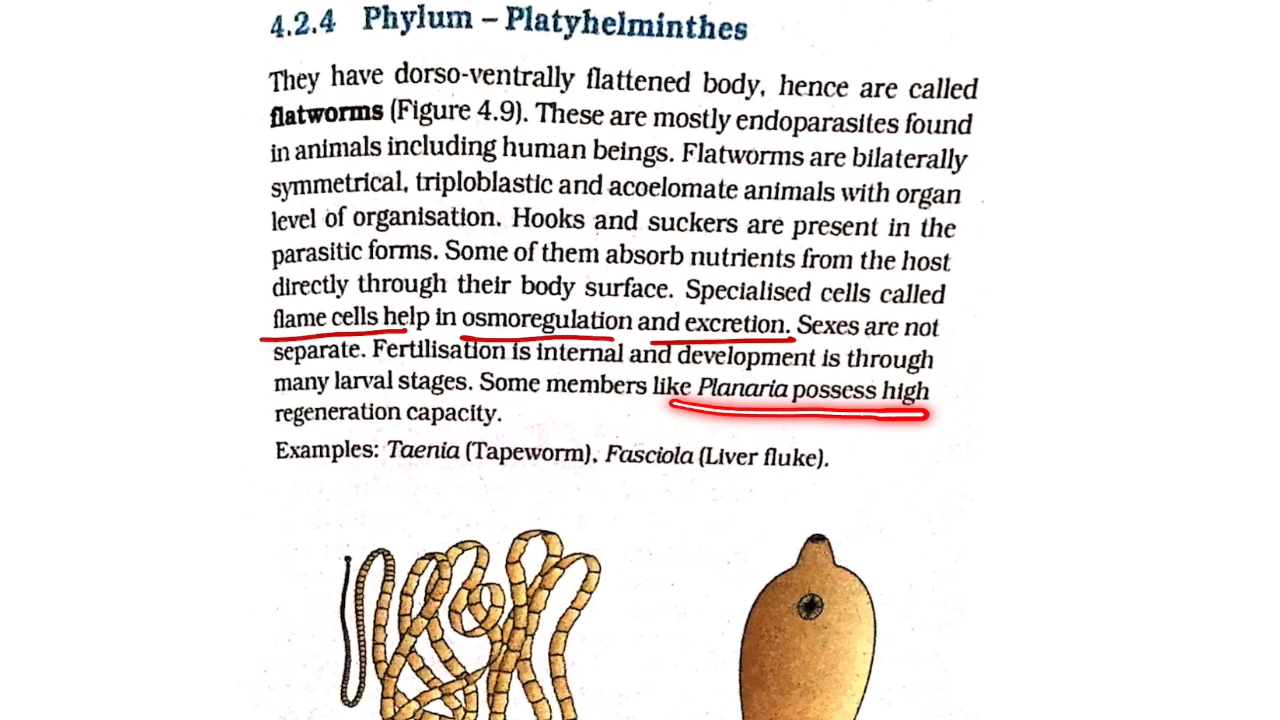 4.2.4 Phylum – Platyhelminthes
They have dorso-ventrally flattened body, hence are called
flatworms (Figure 4.9). These are mostly endoparasites found
in animals including human beings. Flatworms are bilaterally
symmetrical, triploblastic and acoelomate animals with organ
level of organisation. Hooks and suckers are present in the
parasitic forms. Some of them absorb nutrients from the host
directly through their body surface. Specialised cells called
flame cells help in osmoregulation and excretion. Sexes are not
separate. Fertilisation is internal and development is through
many larval stages. Some members like Planaria possess high
regeneration capacity.
Examples: Taenia (Tapeworm), Fasciola (Liver fluke).